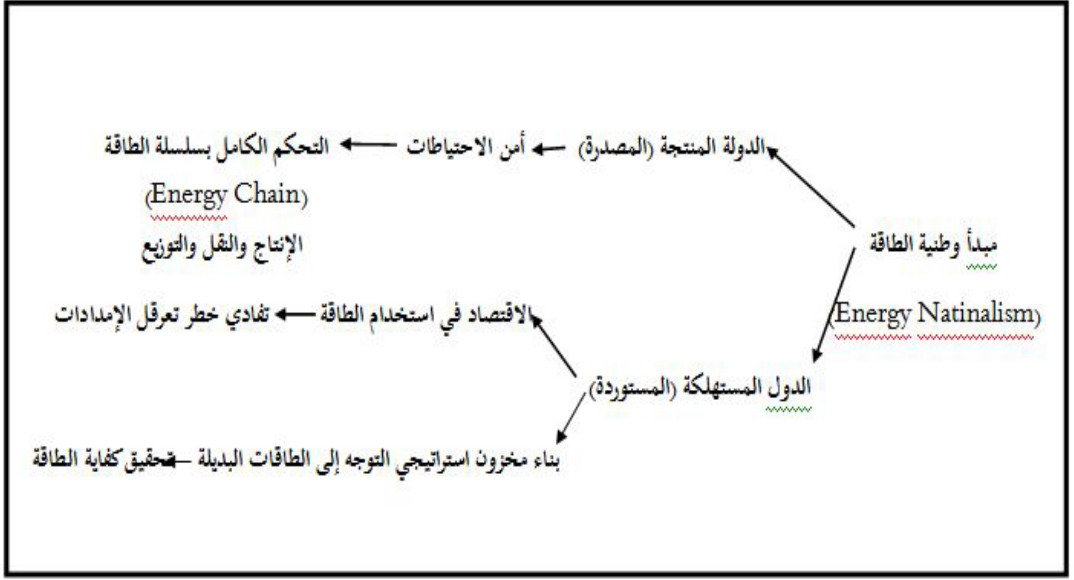 الدولة المنتجة (المصدرة) أمن الاحتياطات التحكم الكامل بسلسلة الطاقة
(Energy Chain)
الإنتاج والنقل والتوزيع
مبدأ وطنية الطاقة
(Energy Natinalism)
الاقتصاد في استخدام الطاقة تفادي خطر تعرقل الإمدادات
الدول المستهلكة (المستوردة)
بناء مخزون استراتيجي التوجه إلى الطاقات البديلة تحقيق كفاية الطاقة